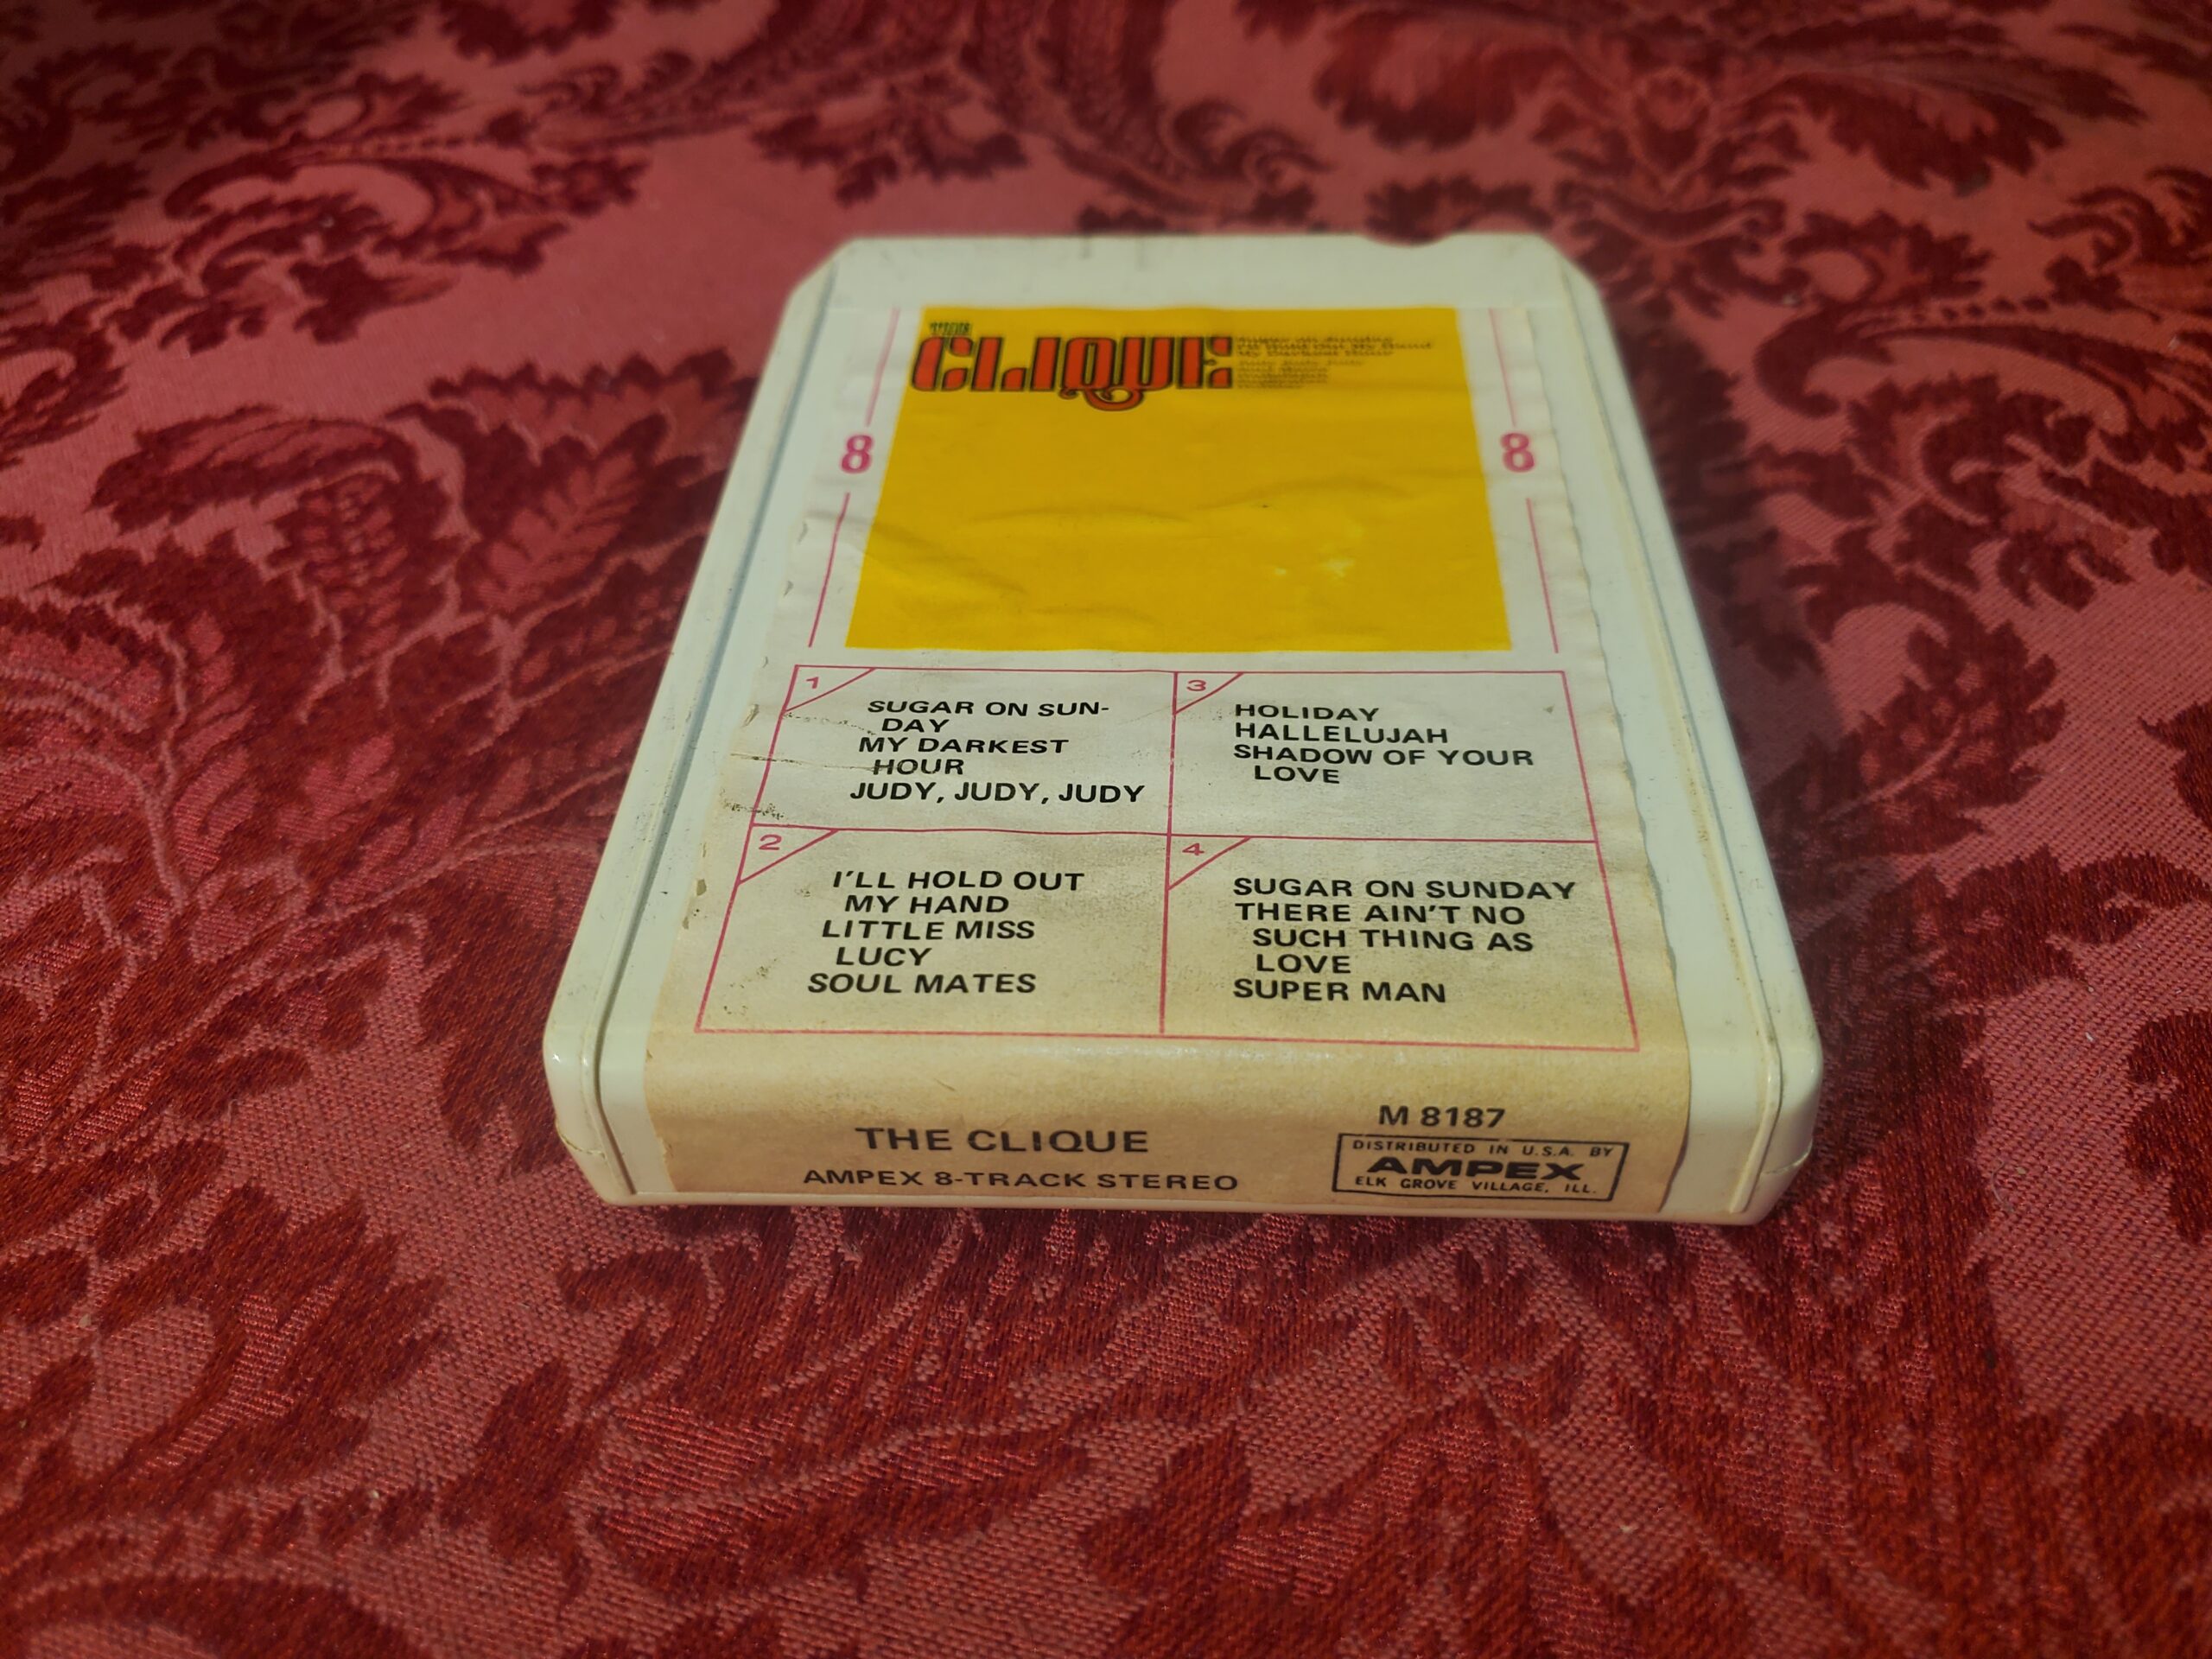 THE
CLIQUE
8
8
1
SUGAR ON SUN-
DAY
MY DARKEST
HOUR
JUDY, JUDY, JUDY
2
I'LL HOLD OUT
MY HAND
LITTLE MISS
LUCY
SOUL MATES
3
HOLIDAY
HALLELUJAH
SHADOW OF YOUR
LOVE
4
SUGAR ON SUNDAY
THERE AIN'T NO
SUCH THING AS
LOVE
SUPER MAN
THE CLIQUE
AMPEX 8-TRACK STEREO
M 8187
DISTRIBUTED IN U.S.A. BY
AMPEX
ELK GROVE VILLAGE, ILL.